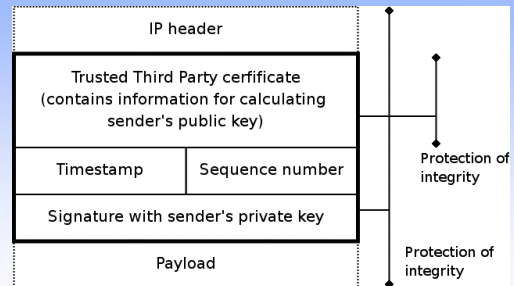 IP header
Trusted Third Party cerfificate
(contains information for calculating
sender's public key)
Timestamp
Sequence number
Signature with sender's private key
Payload
Protection of
integrity
Protection of
integrity